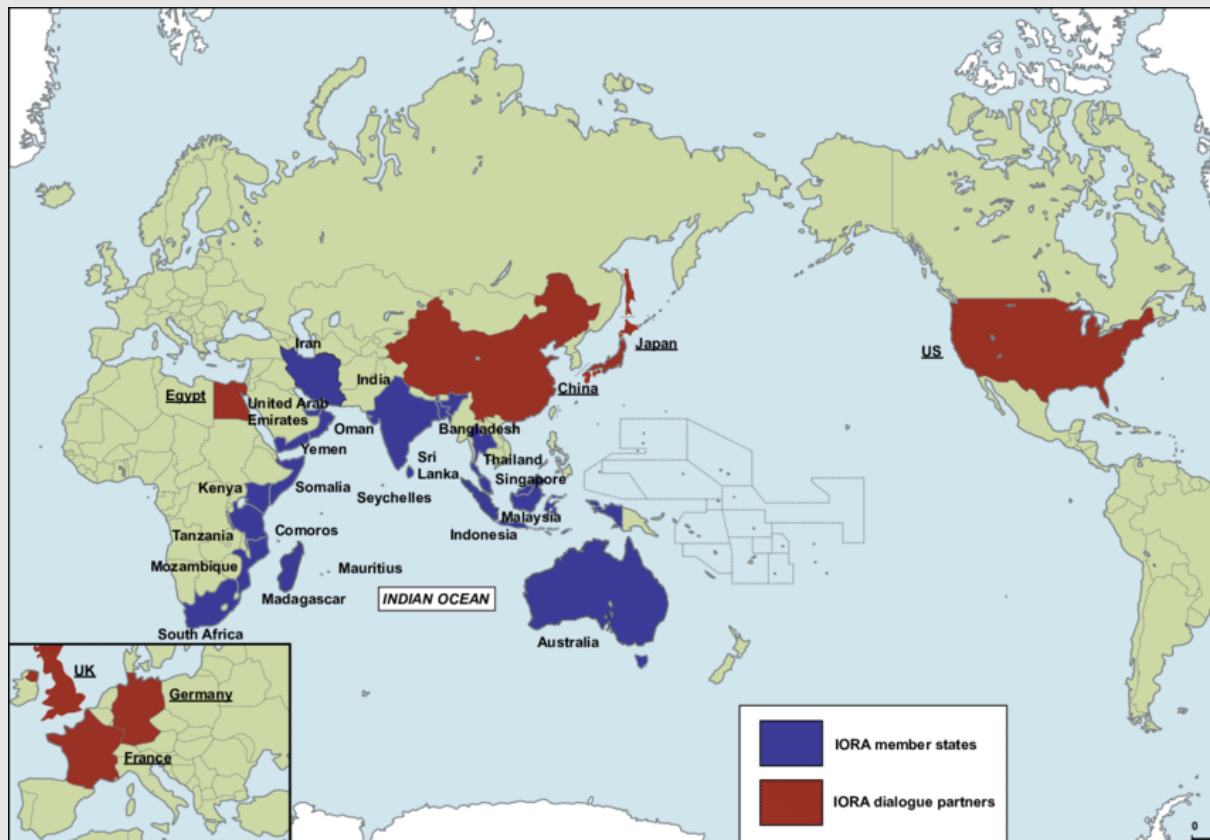 Iran
Japan
US
India
China
Egypt
United Arab
Emirates
Oman
Bangladesh
Yemen
Sri
Lanka
Thailand
Singapore
Kenya
Somalia
Seychelles
Malaysia
Tanzania
Comoros
Indonesia
Mozambique
Mauritius
Madagascar
INDIAN OCEAN
South Africa
Australia
UK
Germany
France
IORA member states
IORA dialogue partners
0